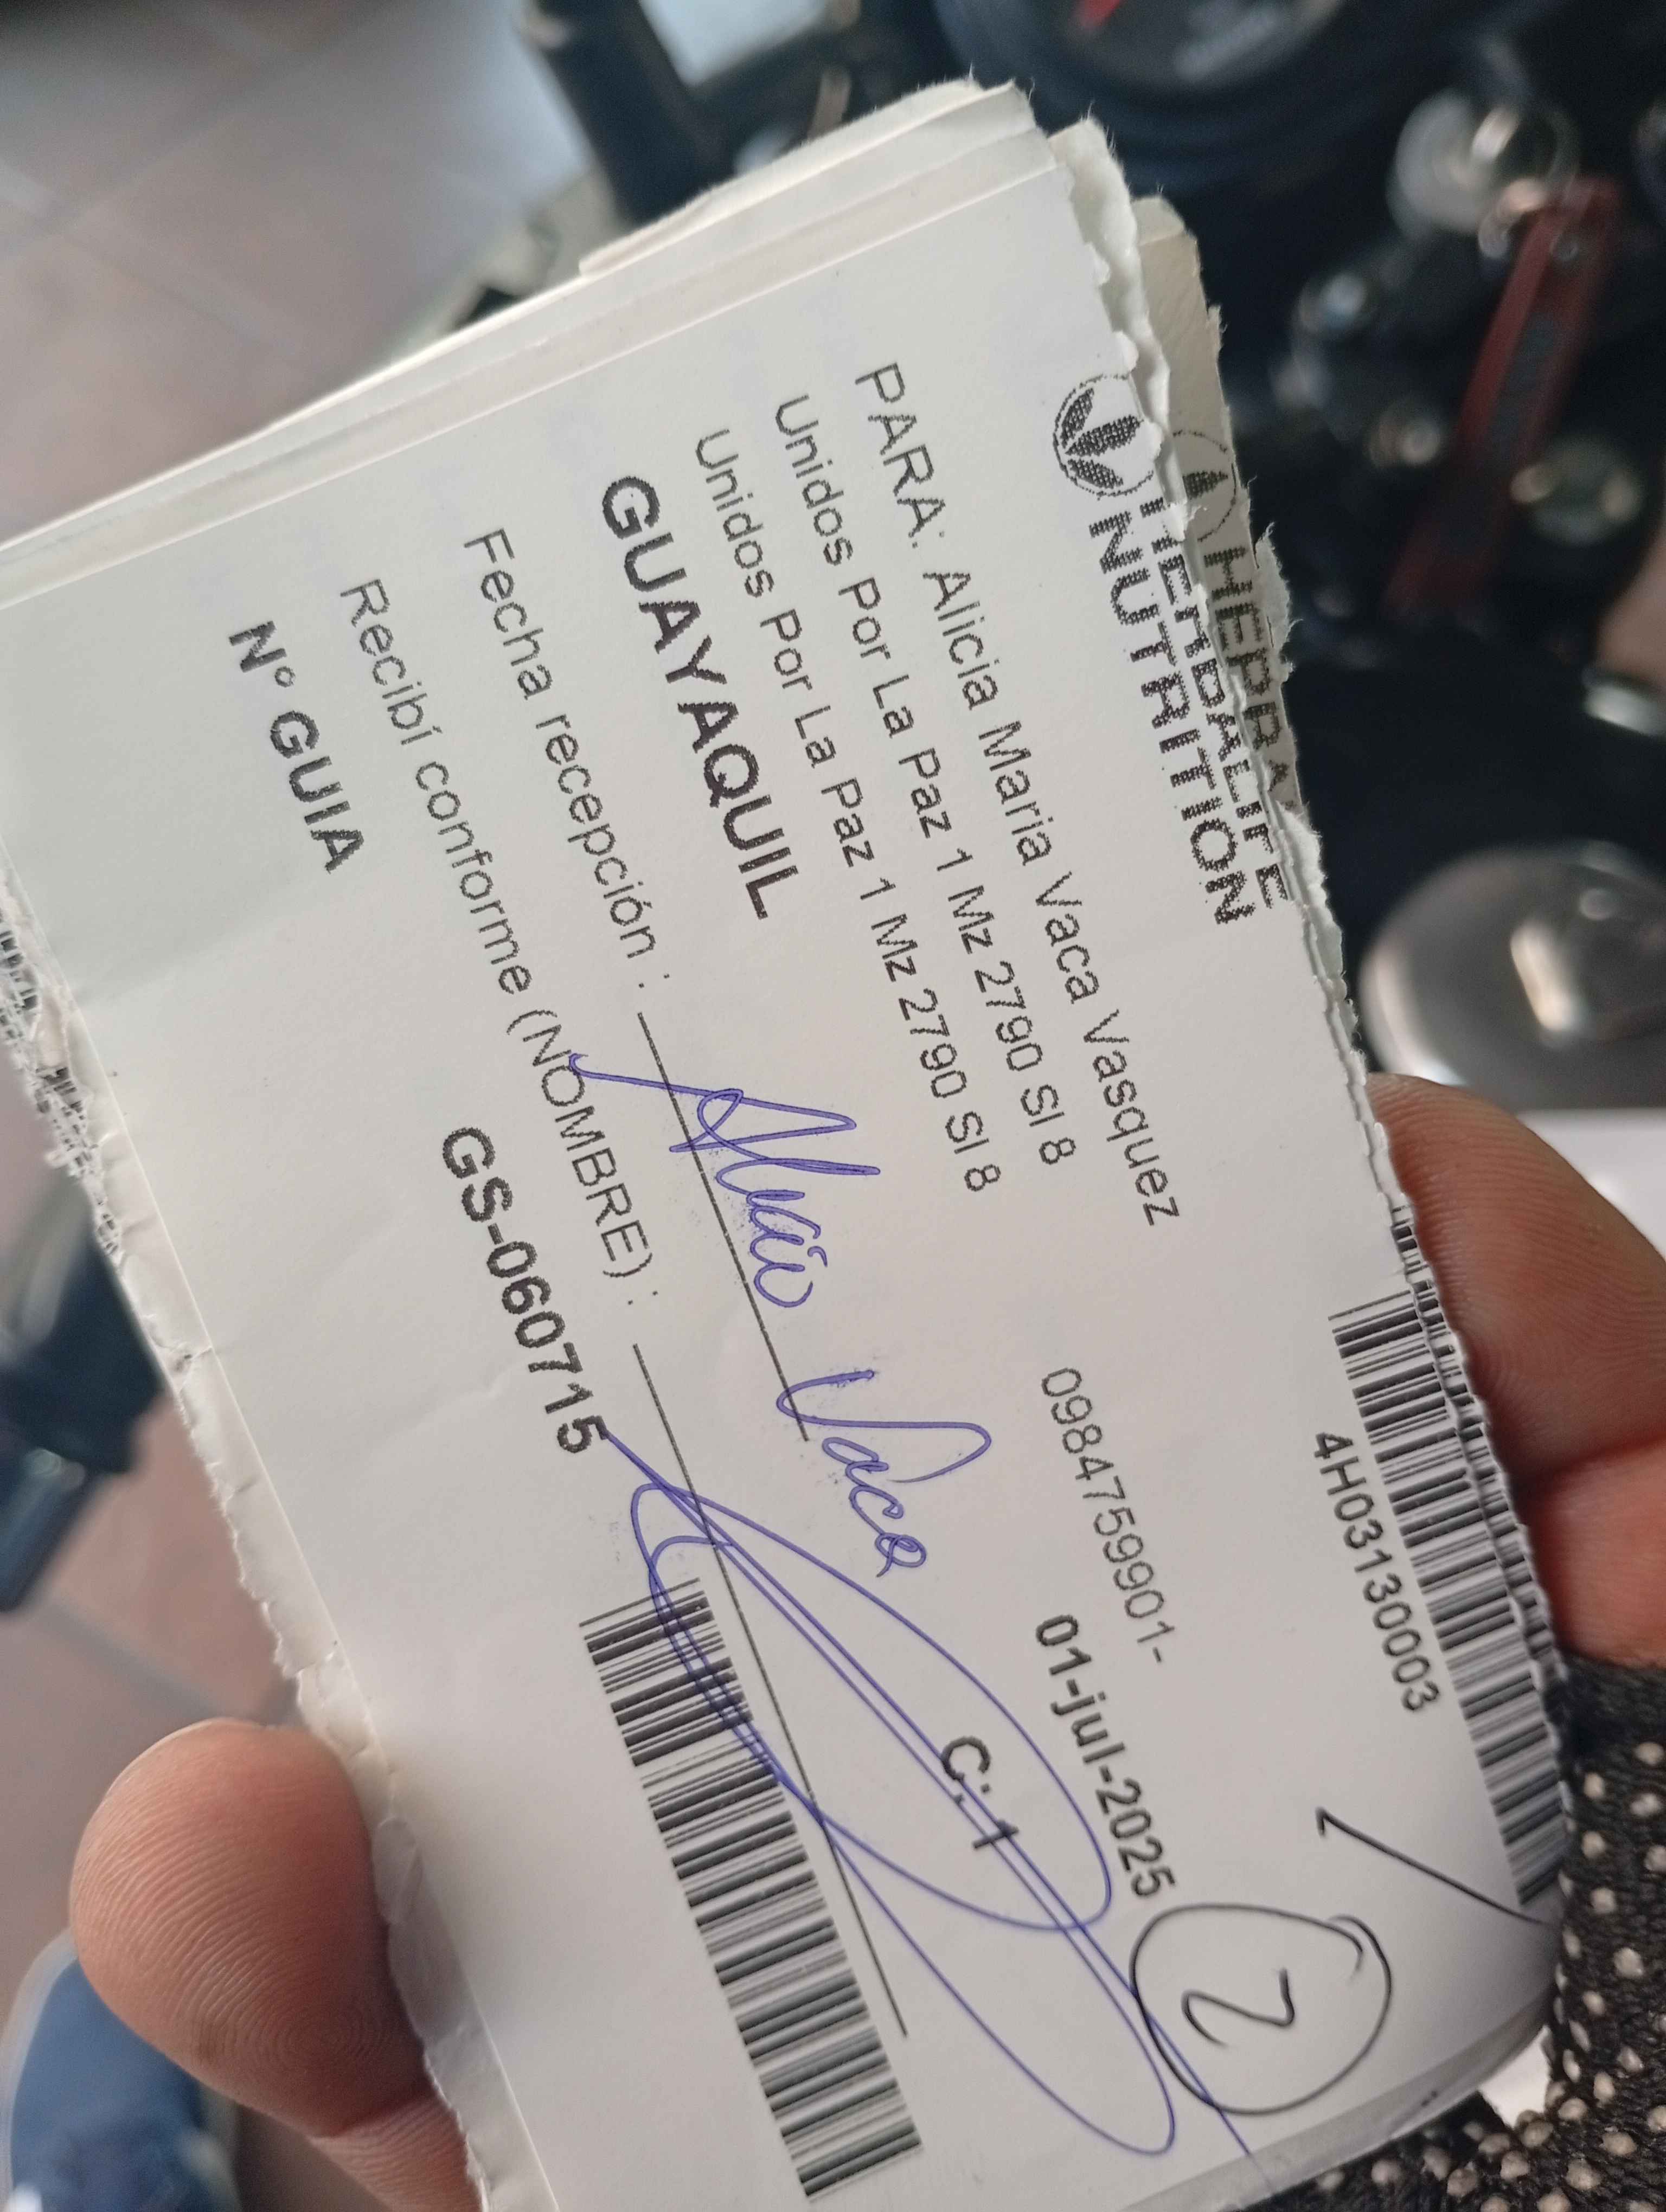 HERBALIFE
NUTRITION
4H03130003
PARA: Alicia Maria Vaca Vasquez
Unidos Por La Paz 1 Mz 2790 Sl 8
0984759901-
Unidos Por La Paz 1 Mz 2790 Sl 8
01-jul-2025
2
GUAYAQUIL
C:1
Fecha recepción : Alicia Vaca
Recibí conforme (NOMBRE) :
N° GUIA
GS-060715